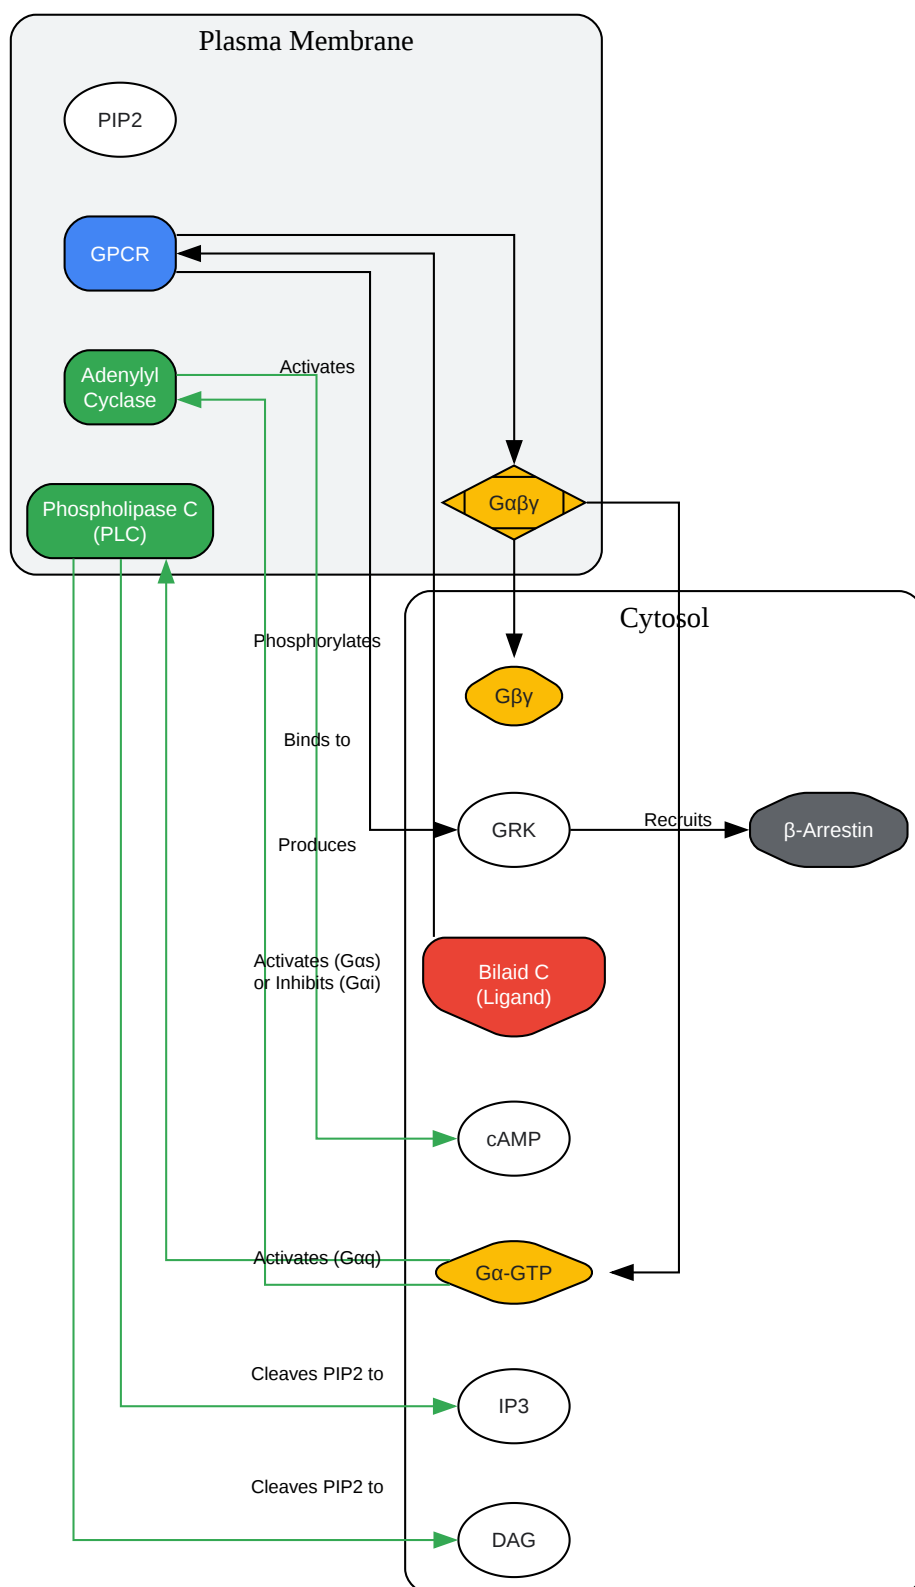 Plasma Membrane
PIP2
GPCR
Activates
Adenylyl
Cyclase
Phospholipase C
(PLC)
Gαβγ
Cytosol
Phosphorylates
Gβγ
Binds to
Recruits
GRK
β-Arrestin
Produces
Activates (Gαs)
or Inhibits (Gαi)
Bilaid C
(Ligand)
cAMP
Activates (Gαq)
Gα-GTP
Cleaves PIP2 to
IP3
Cleaves PIP2 to
DAG